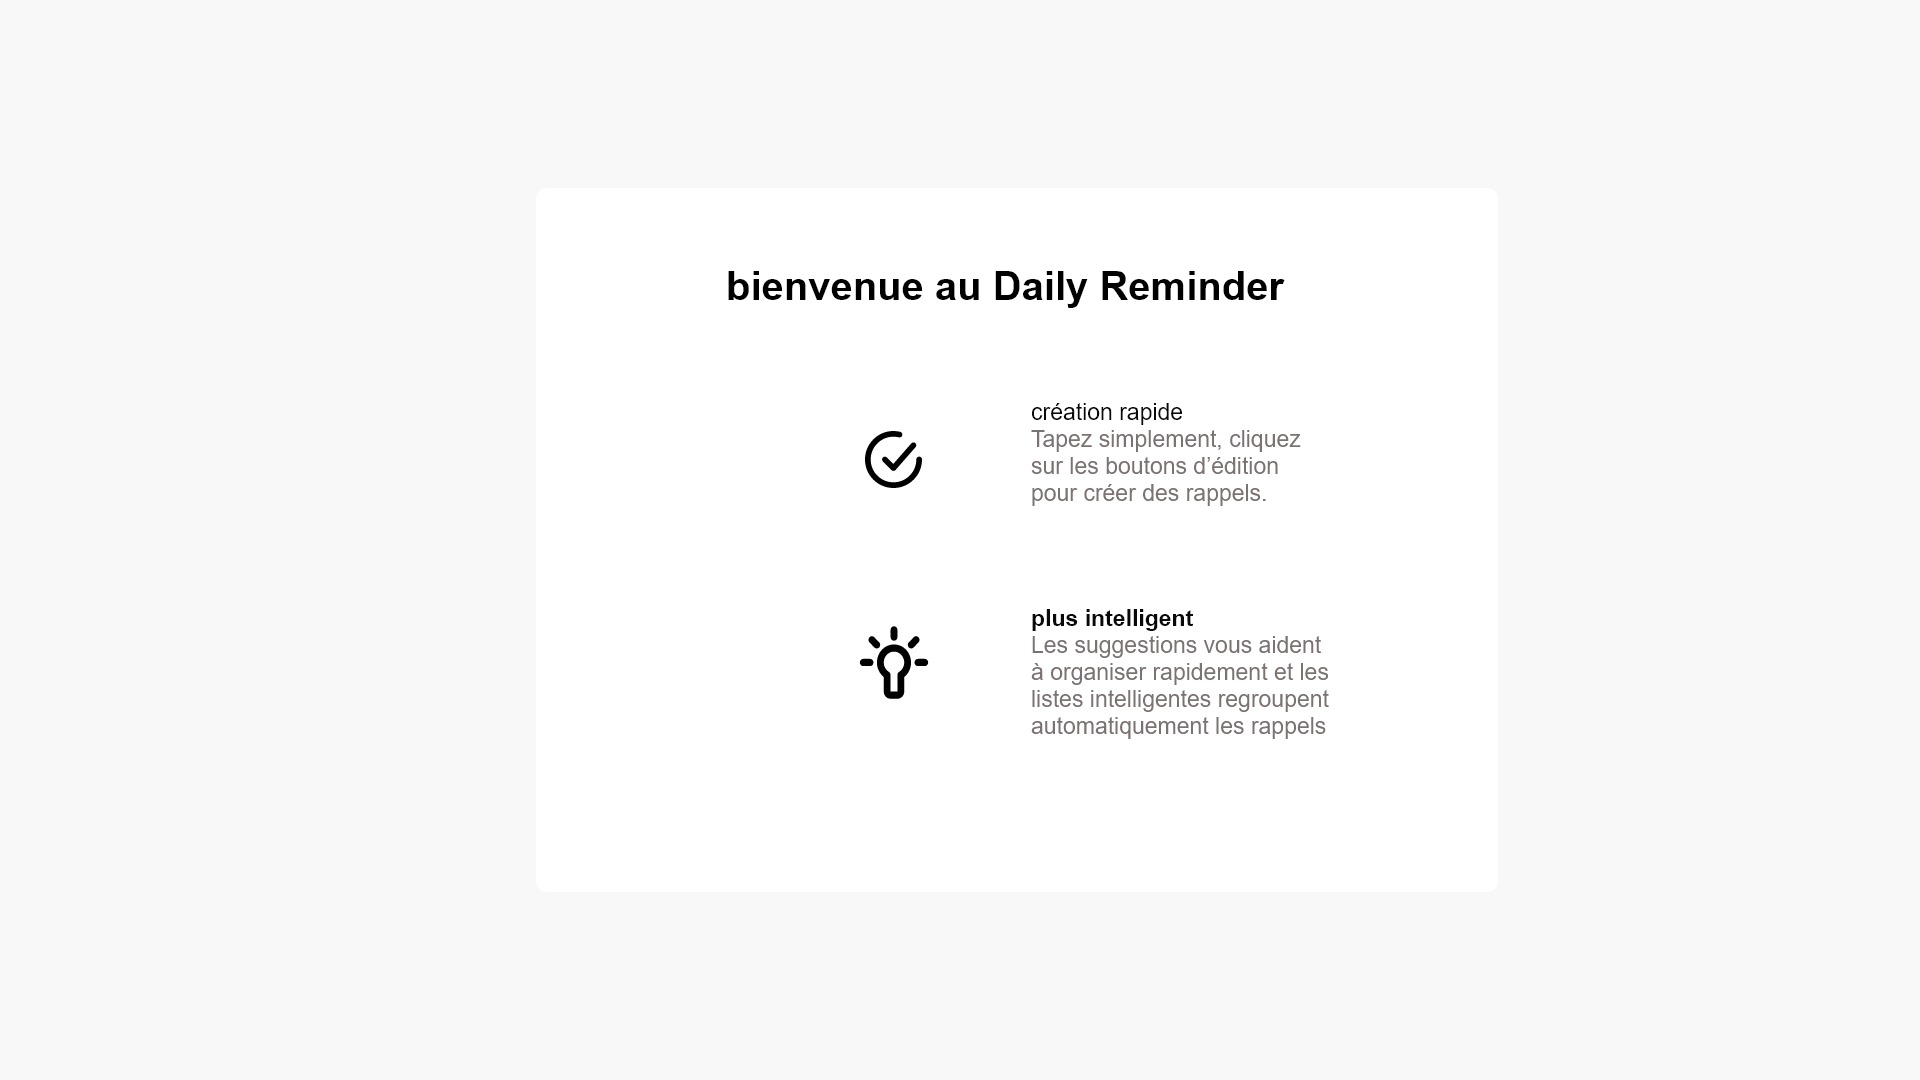 bienvenue au Daily Reminder
création rapide
Tapez simplement, cliquez
sur les boutons d’édition
pour créer des rappels.
plus intelligent
Les suggestions vous aident
à organiser rapidement et les
listes intelligentes regroupent
automatiquement les rappels